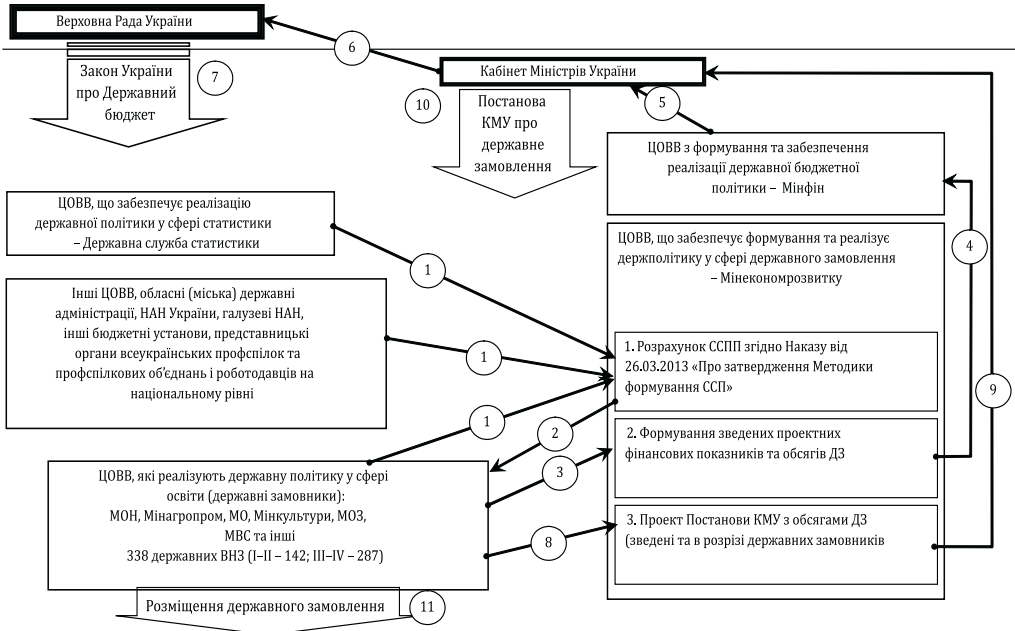 Верховна Рада України
6
Закон України
про Державний
бюджет
7
Кабінет Міністрів України
10
Постанова
КМУ про
державне
замовлення
5
ЦОВВ з формування та забезпечення
реалізації державної бюджетної
політики – Мінфін
ЦОВВ, що забезпечує реалізацію
державної політики у сфері статистики
– Державна служба статистики
1
ЦОВВ, що забезпечує формування та реалізує
держполітику у сфері державного замовлення
– Мінекономрозвитку
4
Інші ЦОВВ, обласні (міська) державні
адміністрації, НАН України, галузеві НАН,
інші бюджетні установи, представницькі
органи всеукраїнських профспілок та
профспілкових об’єднань і роботодавців на
національному рівні
1
1. Розрахунок ССПП згідно Наказу від
26.03.2013 «Про затвердження Методики
формування ССП»
9
1
2
2. Формування зведених проектних
фінансових показників та обсягів ДЗ
3
ЦОВВ, які реалізують державну політику у сфері
освіти (державні замовники):
МОН, Мінагропром, МО, Мінкультури, МОЗ,
МВС та інші
338 державних ВНЗ (І–ІІ – 142; ІІІ–ІV – 287)
8
3. Проект Постанови КМУ з обсягами ДЗ
(зведені та в розрізі державних замовників
Розміщення державного замовлення
11